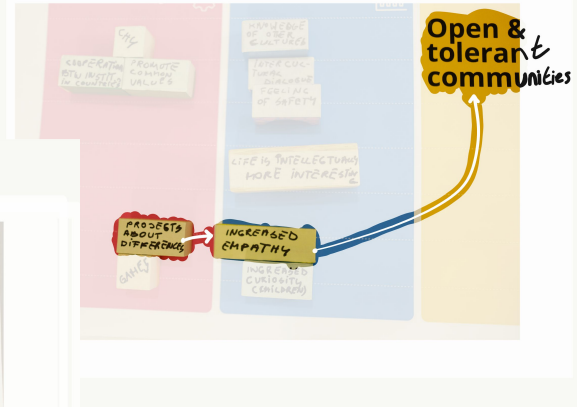 Open &
tolerant
communities
KNOWLEDGE
OF OTHER
CULTURES
COOPERATION
BTW INSTIT.
IN COUNTRIES
PROMOTE
COMMON
VALUES
INTERCUL-
TURAL
DIALOGUE
FEELING
OF SAFETY
LIFE IS INTELLECTUALLY
MORE INTERESTING
PROJECTS
ABOUT
DIFFERENCES
INCREASED
EMPATHY
GAMES
INCREASED
CURIOSITY
(CHILDREN)